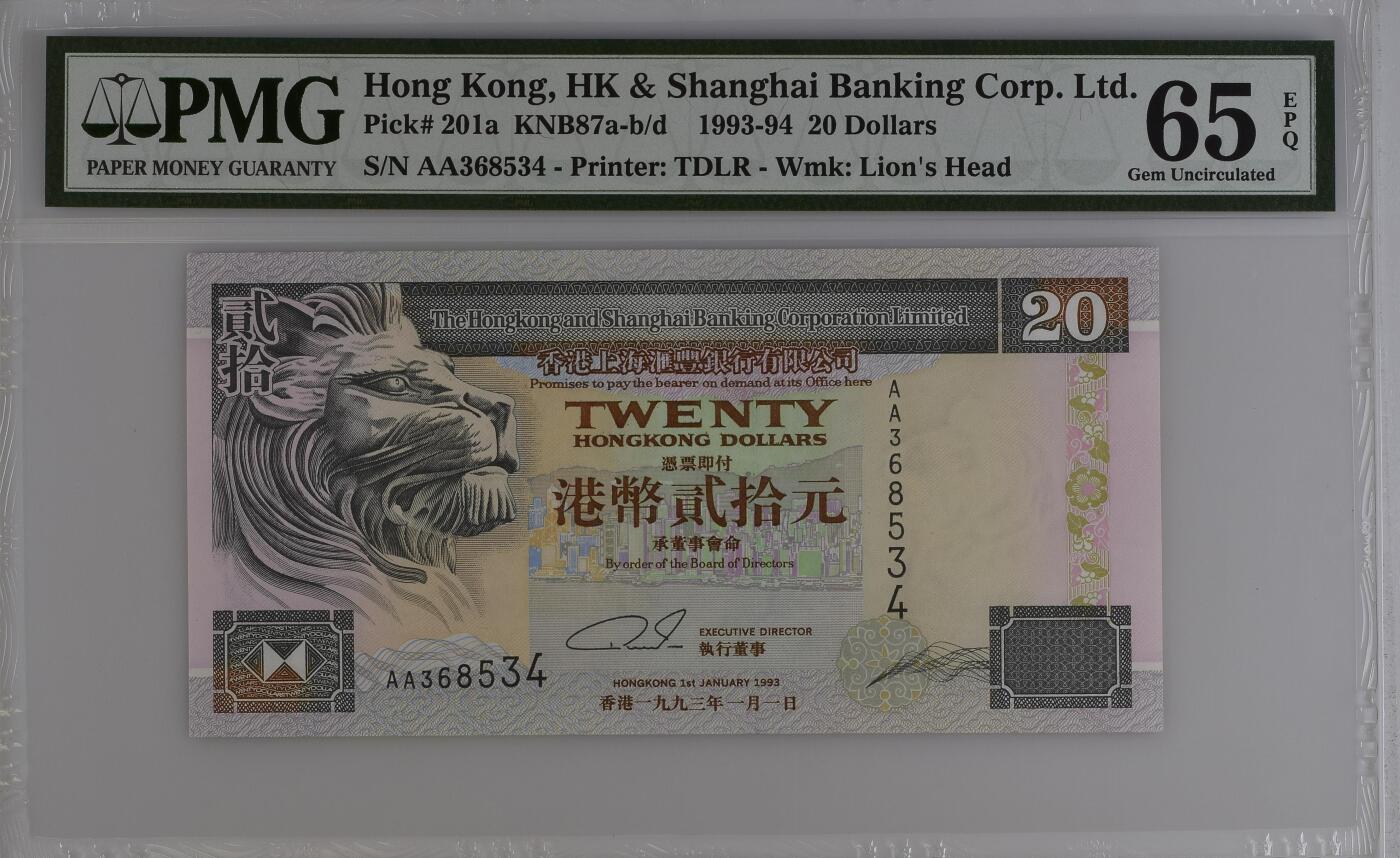 PMG
PAPER MONEY GUARANTY
Hong Kong, HK & Shanghai Banking Corp. Ltd.
Pick# 201a KNB87a-b/d 1993-94 20 Dollars
S/N AA368534 - Printer: TDLR - Wmk: Lion's Head
65
EPQ
Gem Uncirculated
貳拾
The Hongkong and Shanghai Banking Corporation Limited
20
香港上海滙豐銀行有限公司
Promises to pay the bearer on demand at its Office here
TWENTY
HONGKONG DOLLARS
憑票即付
港幣貳拾元
承董事會命
By order of the Board of Directors
AA368534
EXECUTIVE DIRECTOR
執行董事
AA368534
HONGKONG 1st JANUARY 1993
香港一九九三年一月一日